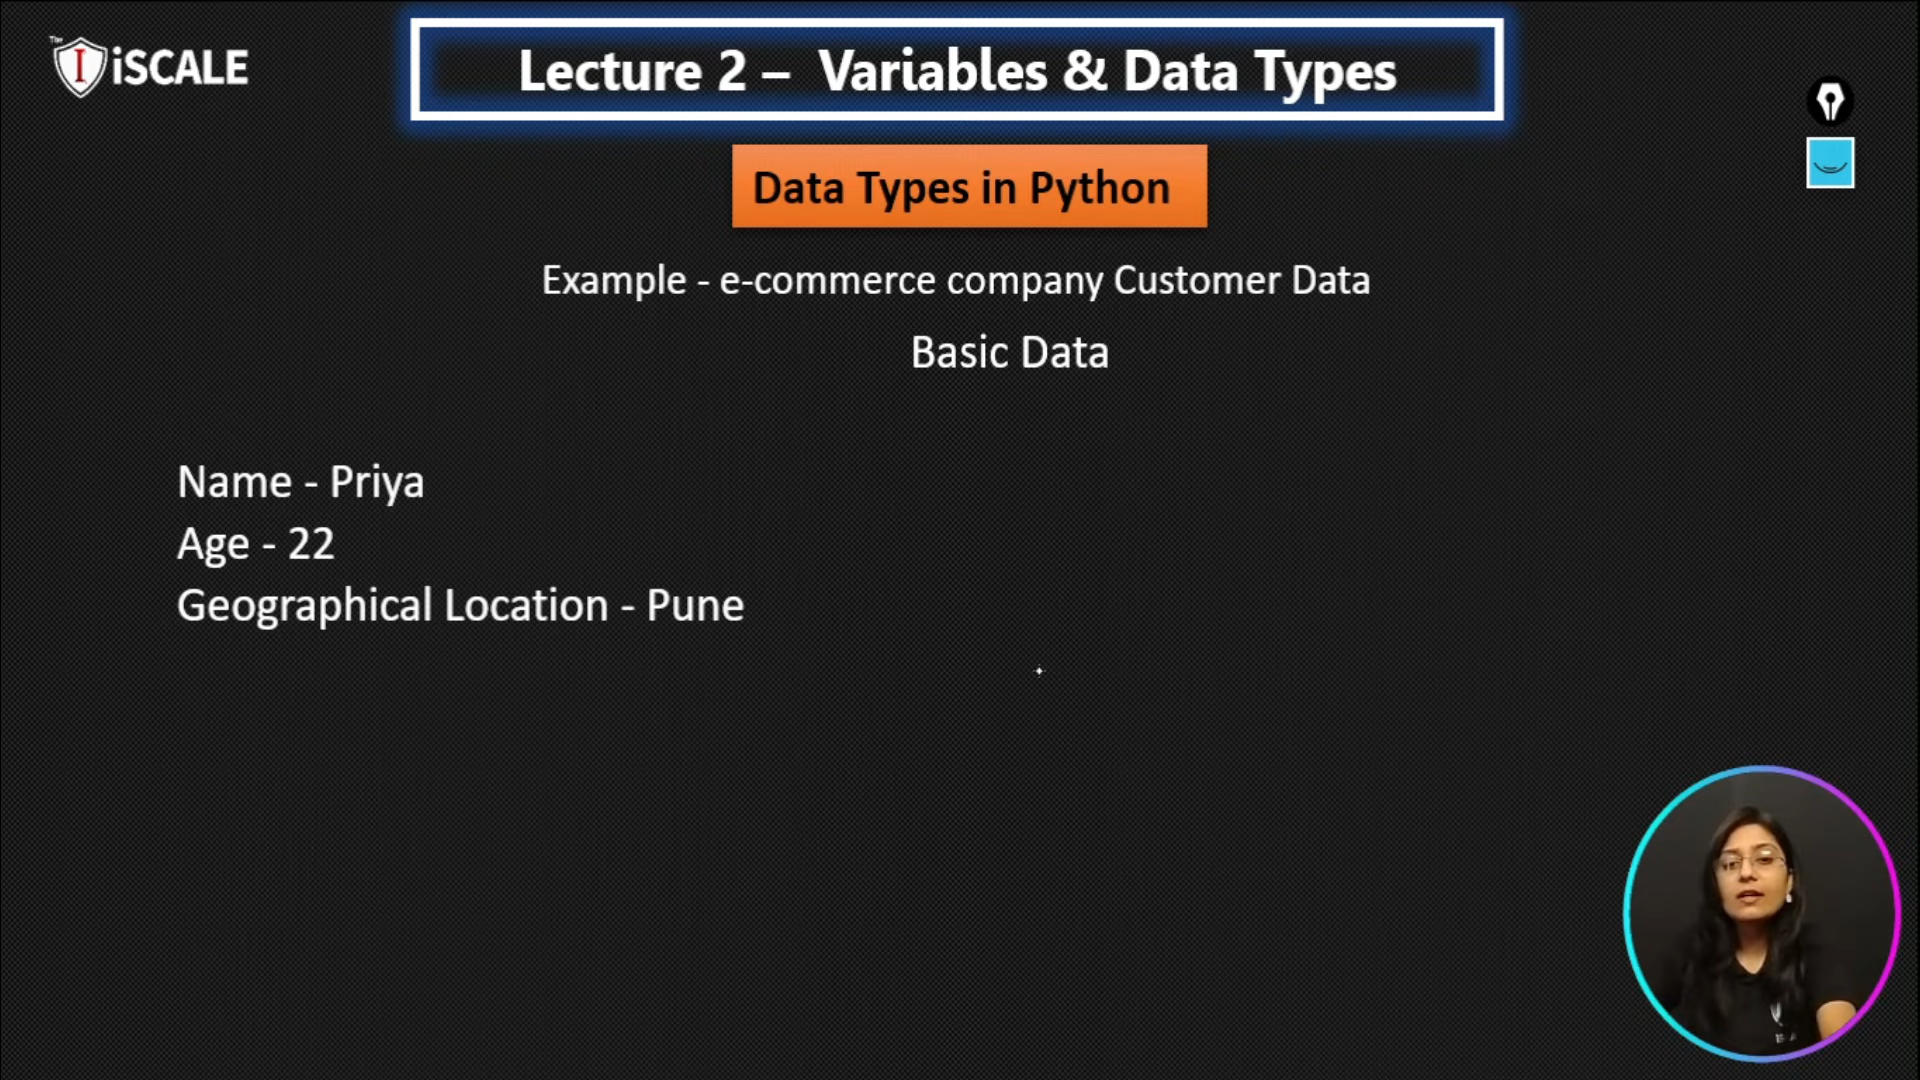 The iSCALE
Lecture 2 – Variables & Data Types
Data Types in Python
Example - e-commerce company Customer Data
Basic Data
Name - Priya
Age - 22
Geographical Location - Pune